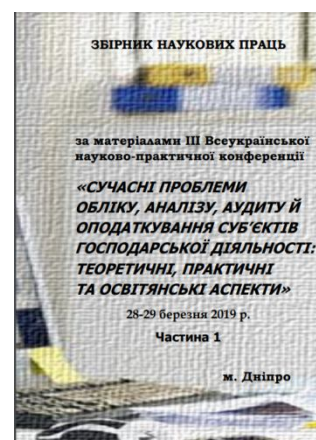 ЗБІРНИК НАУКОВИХ ПРАЦЬ
за матеріалами ІІІ Всеукраїнської
науково-практичної конференції
«СУЧАСНІ ПРОБЛЕМИ
ОБЛІКУ, АНАЛІЗУ, АУДИТУ Й
ОПОДАТКУВАННЯ СУБ’ЄКТІВ
ГОСПОДАРСЬКОЇ ДІЯЛЬНОСТІ:
ТЕОРЕТИЧНІ, ПРАКТИЧНІ
ТА ОСВІТЯНСЬКІ АСПЕКТИ»
28-29 березня 2019 р.
Частина 1
м. Дніпро